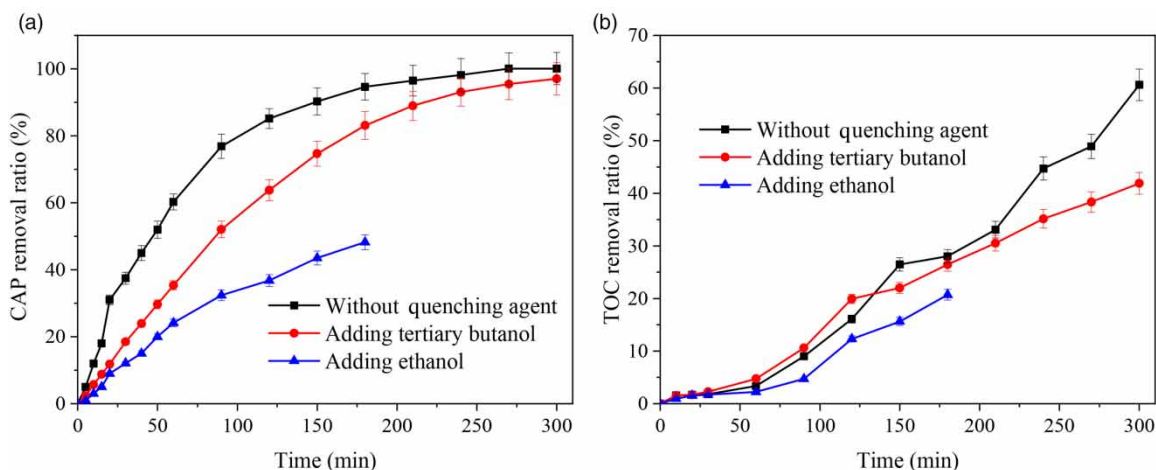 (a)
CAP removal ratio (%)
100
80
60
40
20
0
0 50 100 150 200 250 300
Time (min)
Without quenching agent
Adding tertiary butanol
Adding ethanol
(b)
TOC removal ratio (%)
70
60
50
40
30
20
10
0
0 50 100 150 200 250 300
Time (min)
Without quenching agent
Adding tertiary butanol
Adding ethanol